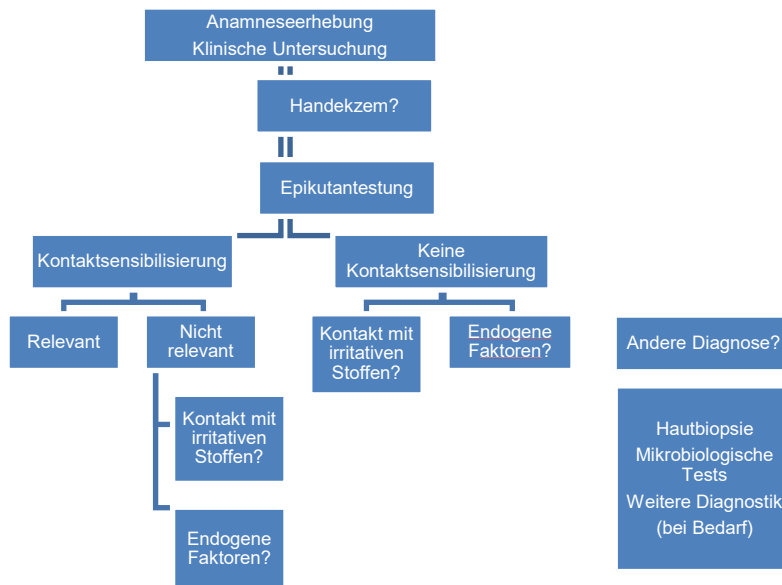 Anamneseerhebung
Klinische Untersuchung
Handekzem?
Epikutantestung
Kontaktsensibilisierung
Keine
Kontaktsensibilisierung
Relevant
Nicht
relevant
Kontakt mit
irritativen
Stoffen?
Endogene
Faktoren?
Kontakt mit
irritativen
Stoffen?
Endogene
Faktoren?
Andere Diagnose?
Hautbiopsie
Mikrobiologische
Tests
Weitere Diagnostik
(bei Bedarf)